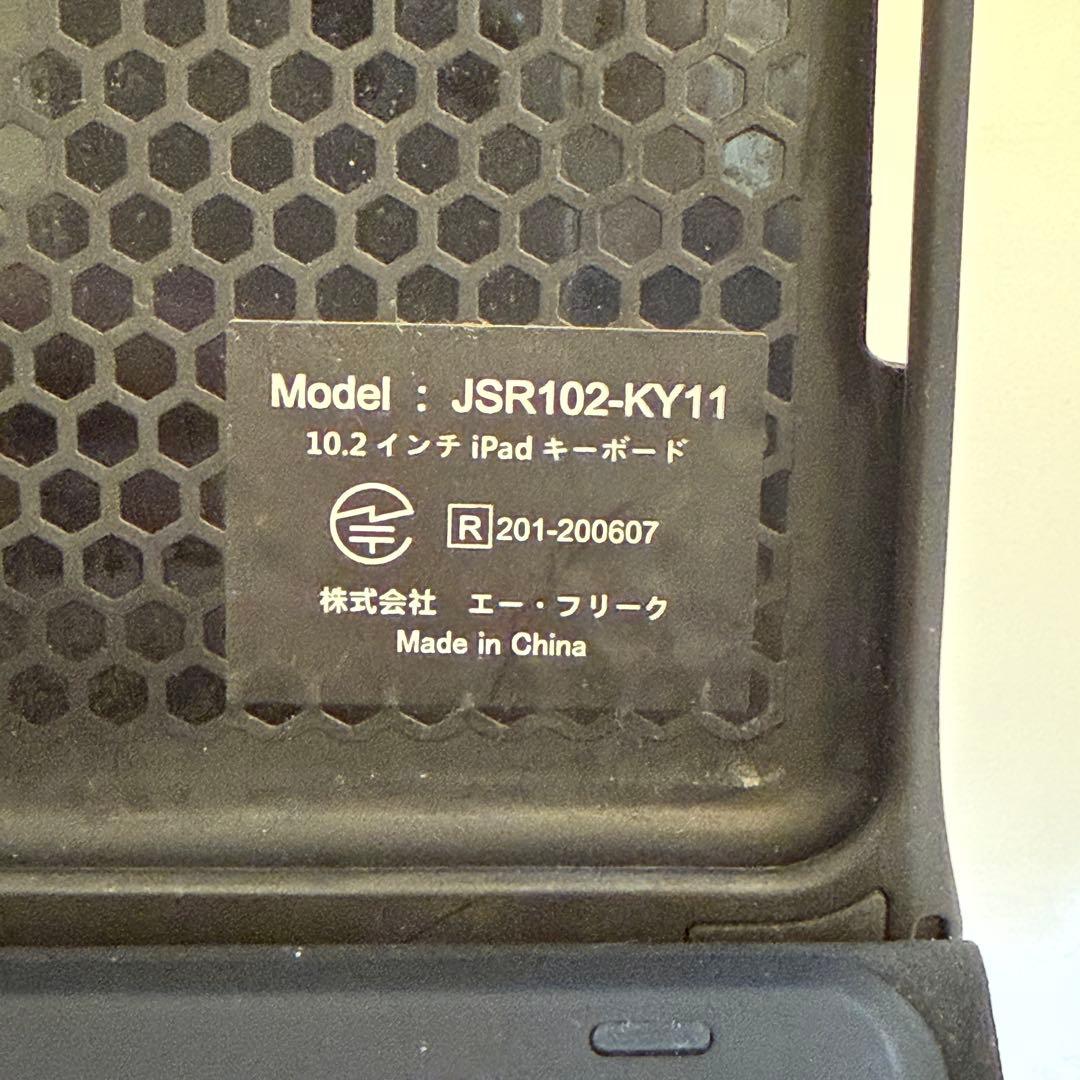 Model : JSR102-KY11
10.2 インチ iPad キーボード
R 201-200607
株式会社 エー・フリーク
Made in China